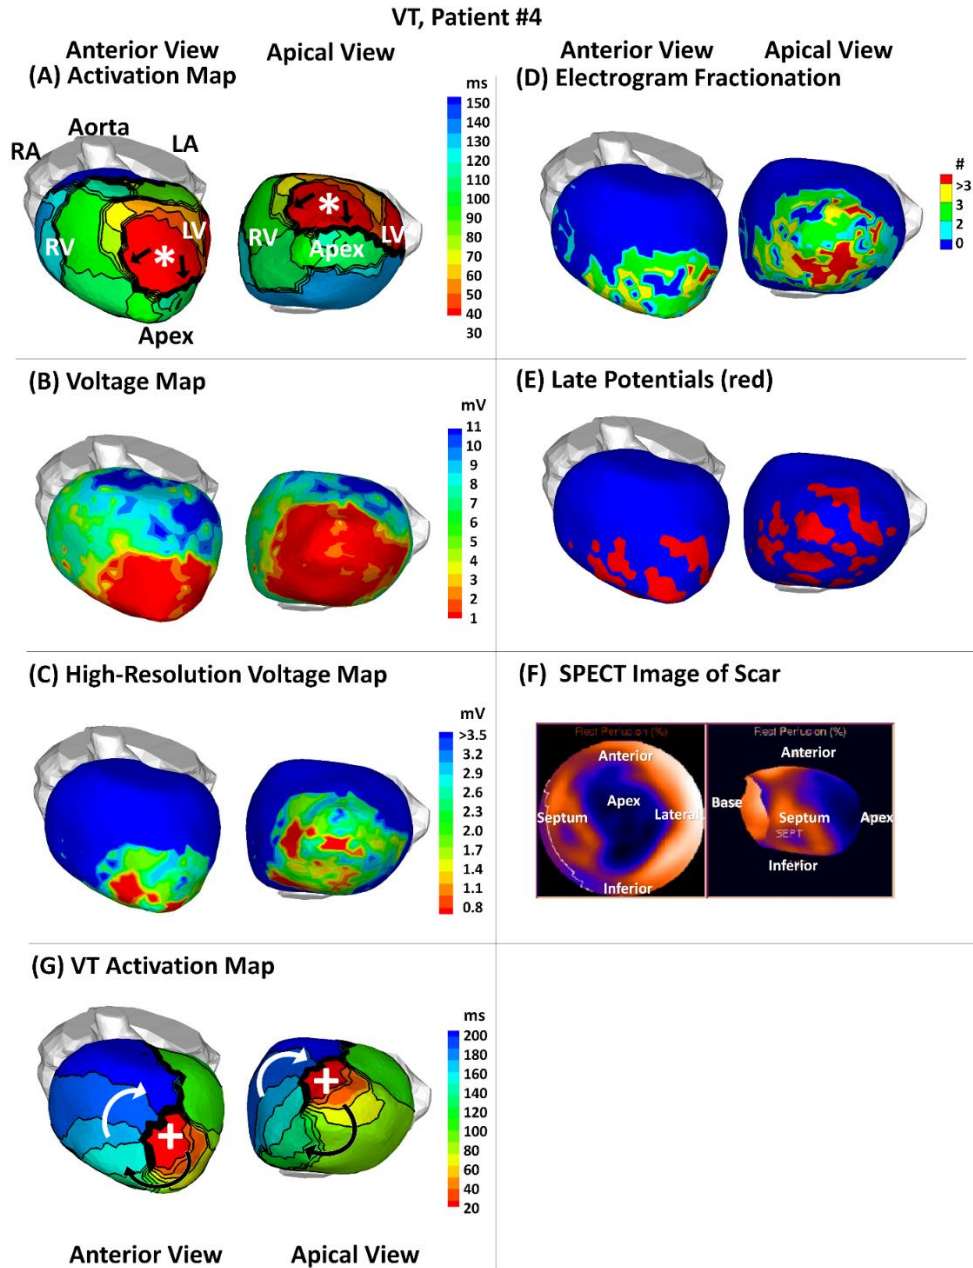 VT, Patient #4
Anterior View
Apical View
(A) Activation Map
ms
150
130
120
110
100
90
80
70
60
50
40
30
Aorta
RA
LA
RV
*
LV
Apex
RV
*
LV
Apex
Anterior View
Apical View
(D) Electrogram Fractionation
#
>3
3
2
0
(B) Voltage Map
mV
11
10
9
8
7
6
5
4
3
2
1
(E) Late Potentials (red)
(C) High-Resolution Voltage Map
mV
>3.5
3.2
2.9
2.6
2.3
2.0
1.7
1.4
1.1
0.8
(F) SPECT Image of Scar
Rest Perfusion (%)
Anterior
Apex
Septum
Lateral
Inferior
Rest Perfusion (%)
Anterior
Base
Septum
Apex
SEPT
Inferior
(G) VT Activation Map
ms
200
180
160
140
120
100
80
60
40
20
+
+
Anterior View
Apical View